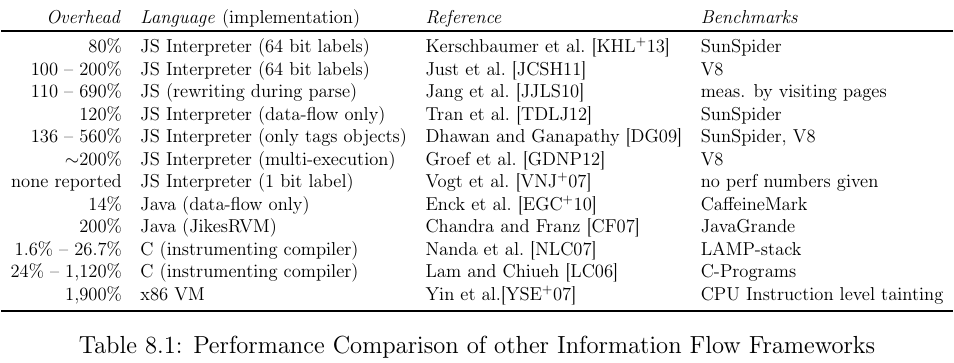 Overhead Language (implementation) Reference Benchmarks
80% JS Interpreter (64 bit labels) Kerschbaumer et al. [KHL+13] SunSpider
100 – 200% JS Interpreter (64 bit labels) Just et al. [JCSH11] V8
110 – 690% JS (rewriting during parse) Jang et al. [JJLS10] meas. by visiting pages
120% JS Interpreter (data-flow only) Tran et al. [TDLJ12] SunSpider
136 – 560% JS Interpreter (only tags objects) Dhawan and Ganapathy [DG09] SunSpider, V8
~200% JS Interpreter (multi-execution) Groef et al. [GDNP12] V8
none reported JS Interpreter (1 bit label) Vogt et al. [VNJ+07] no perf numbers given
14% Java (data-flow only) Enck et al. [EGC+10] CaffeineMark
200% Java (JikesRVM) Chandra and Franz [CF07] JavaGrande
1.6% – 26.7% C (instrumenting compiler) Nanda et al. [NLC07] LAMP-stack
24% – 1,120% C (instrumenting compiler) Lam and Chiueh [LC06] C-Programs
1,900% x86 VM Yin et al.[YSE+07] CPU Instruction level tainting
Table 8.1: Performance Comparison of other Information Flow Frameworks